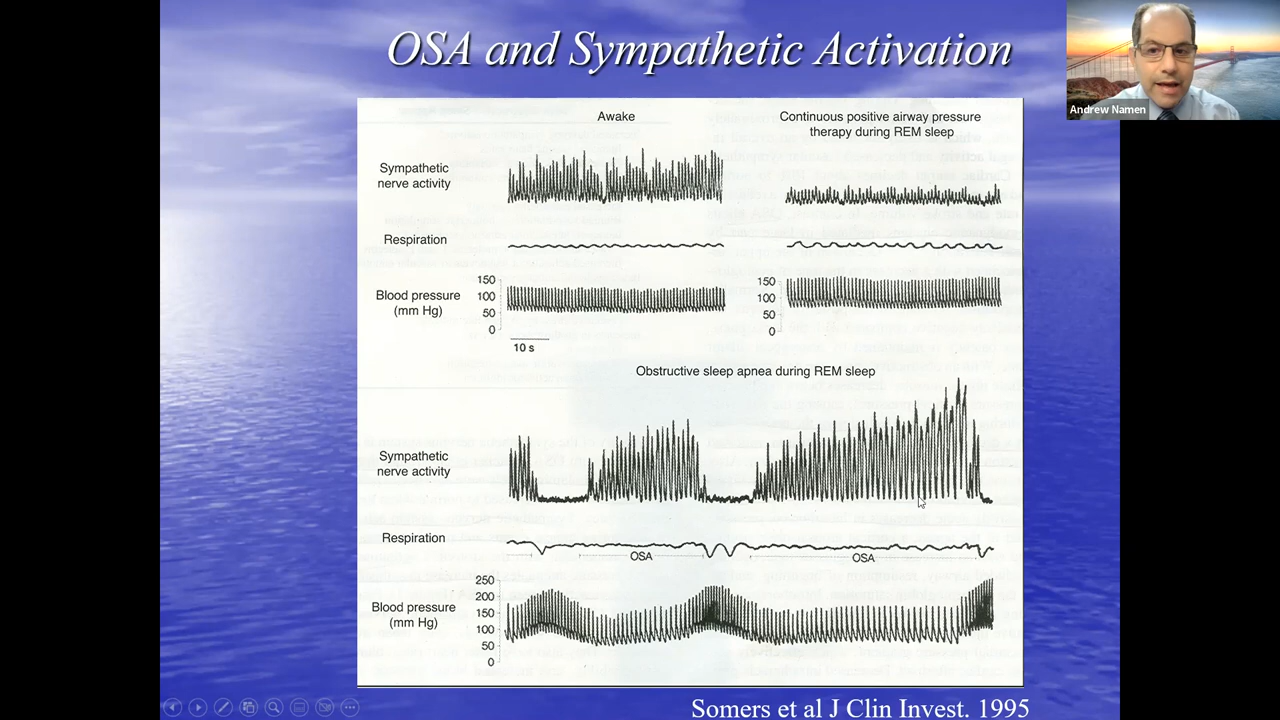 OSA and Sympathetic Activation
Andrew Namen
Awake
Continuous positive airway pressure
therapy during REM sleep
Sympathetic
nerve activity
Respiration
Blood pressure
(mm Hg)
150
100
50
0
150
100
50
0
10 s
Obstructive sleep apnea during REM sleep
Sympathetic
nerve activity
Respiration
OSA
OSA
Blood pressure
(mm Hg)
250
200
150
100
50
0
Somers et al J Clin Invest. 1995